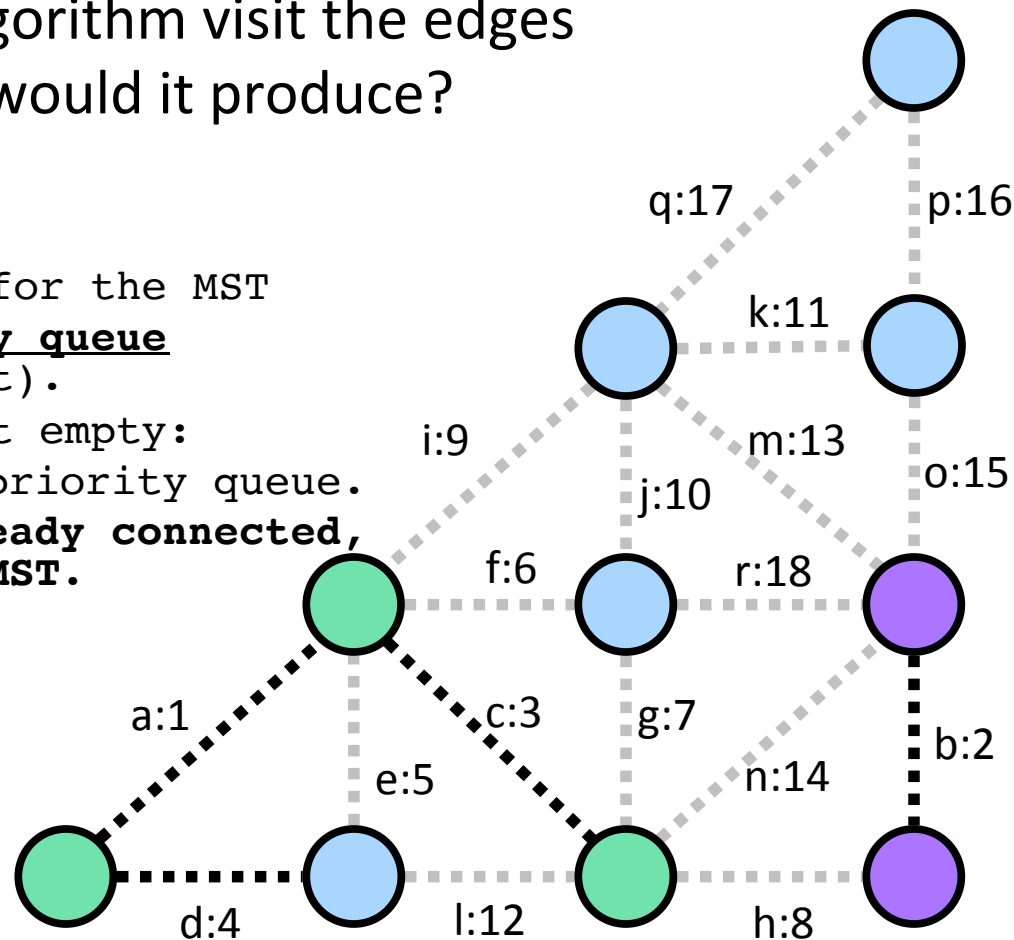 gorithm visit the edges
would it produce?
for the MST
y queue
t).
t empty:
priority queue.
eady connected,
MST.
q:17
p:16
k:11
i:9
m:13
j:10
o:15
f:6
r:18
a:1
c:3
g:7
b:2
e:5
n:14
d:4
l:12
h:8